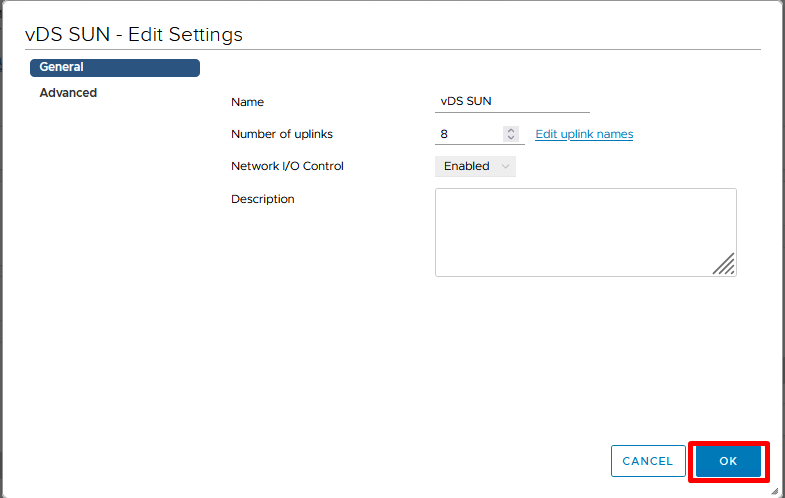 vDS SUN - Edit Settings
General
Advanced
Name
vDS SUN
Number of uplinks
8
Edit uplink names
Network I/O Control
Enabled
Description
CANCEL
OK